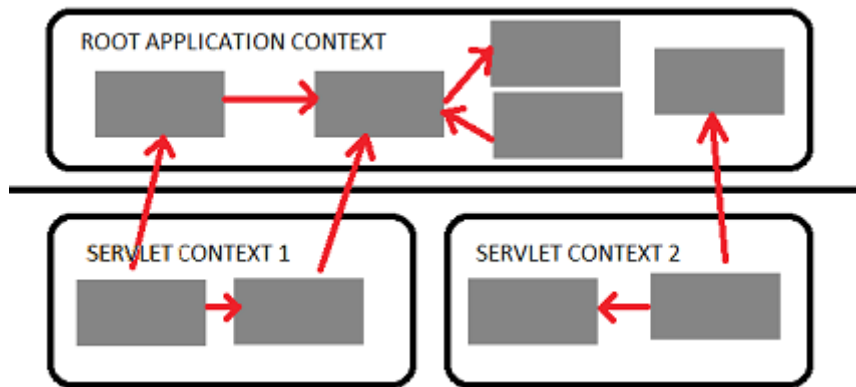 ROOT APPLICATION CONTEXT
SERVLET CONTEXT 1
SERVLET CONTEXT 2